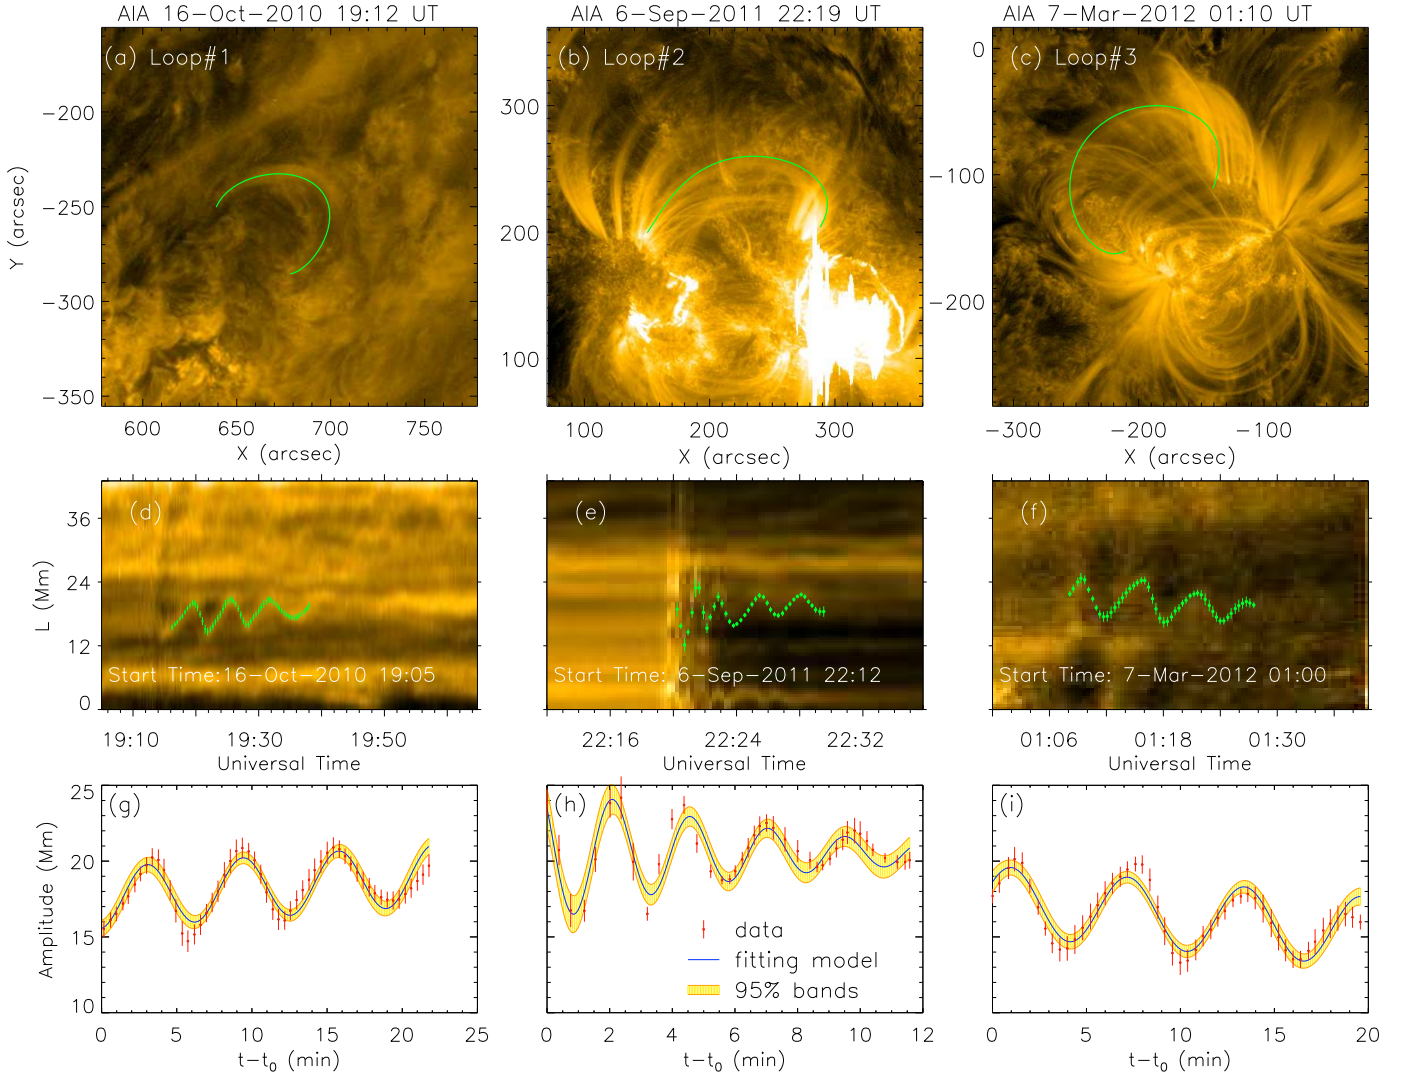 AIA 16-Oct-2010 19:12 UT
AIA 6-Sep-2011 22:19 UT
AIA 7-Mar-2012 01:10 UT
(a) Loop#1
(b) Loop#2
(c) Loop#3
Y (arcsec)
-200
-250
-300
-350
300
200
100
0
-100
-200
600 650 700 750
100 200 300
-300 -200 -100
X (arcsec)
X (arcsec)
X (arcsec)
(d)
(e)
(f)
L (Mm)
36
24
12
0
Start Time:16-Oct-2010 19:05
Start Time: 6-Sep-2011 22:12
Start Time: 7-Mar-2012 01:00
19:10 19:30 19:50
22:16 22:24 22:32
01:06 01:18 01:30
Universal Time
Universal Time
Universal Time
(g)
(h)
(i)
Amplitude (Mm)
25
20
15
10
data
fitting model
95% bands
0 5 10 15 20 25
0 2 4 6 8 10 12
0 5 10 15 20
t-t0 (min)
t-t0 (min)
t-t0 (min)